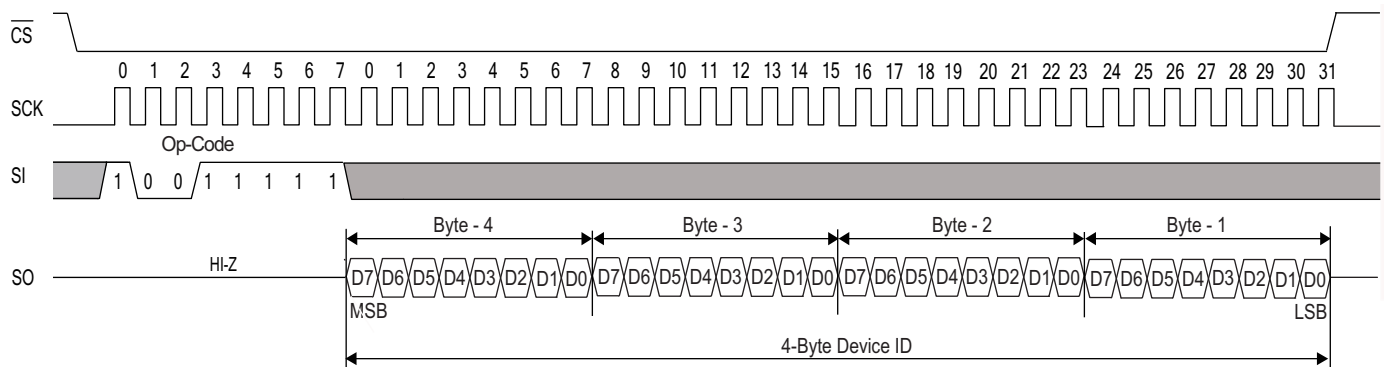 CS
0 1 2 3 4 5 6 7 0 1 2 3 4 5 6 7 8 9 10 11 12 13 14 15 16 17 18 19 20 21 22 23 24 25 26 27 28 29 30 31
SCK
Op-Code
SI 1 0 0 1 1 1 1 1
Byte - 4 Byte - 3 Byte - 2 Byte - 1
SO HI-Z D7 D6 D5 D4 D3 D2 D1 D0 D7 D6 D5 D4 D3 D2 D1 D0 D7 D6 D5 D4 D3 D2 D1 D0 D7 D6 D5 D4 D3 D2 D1 D0
MSB LSB
4-Byte Device ID